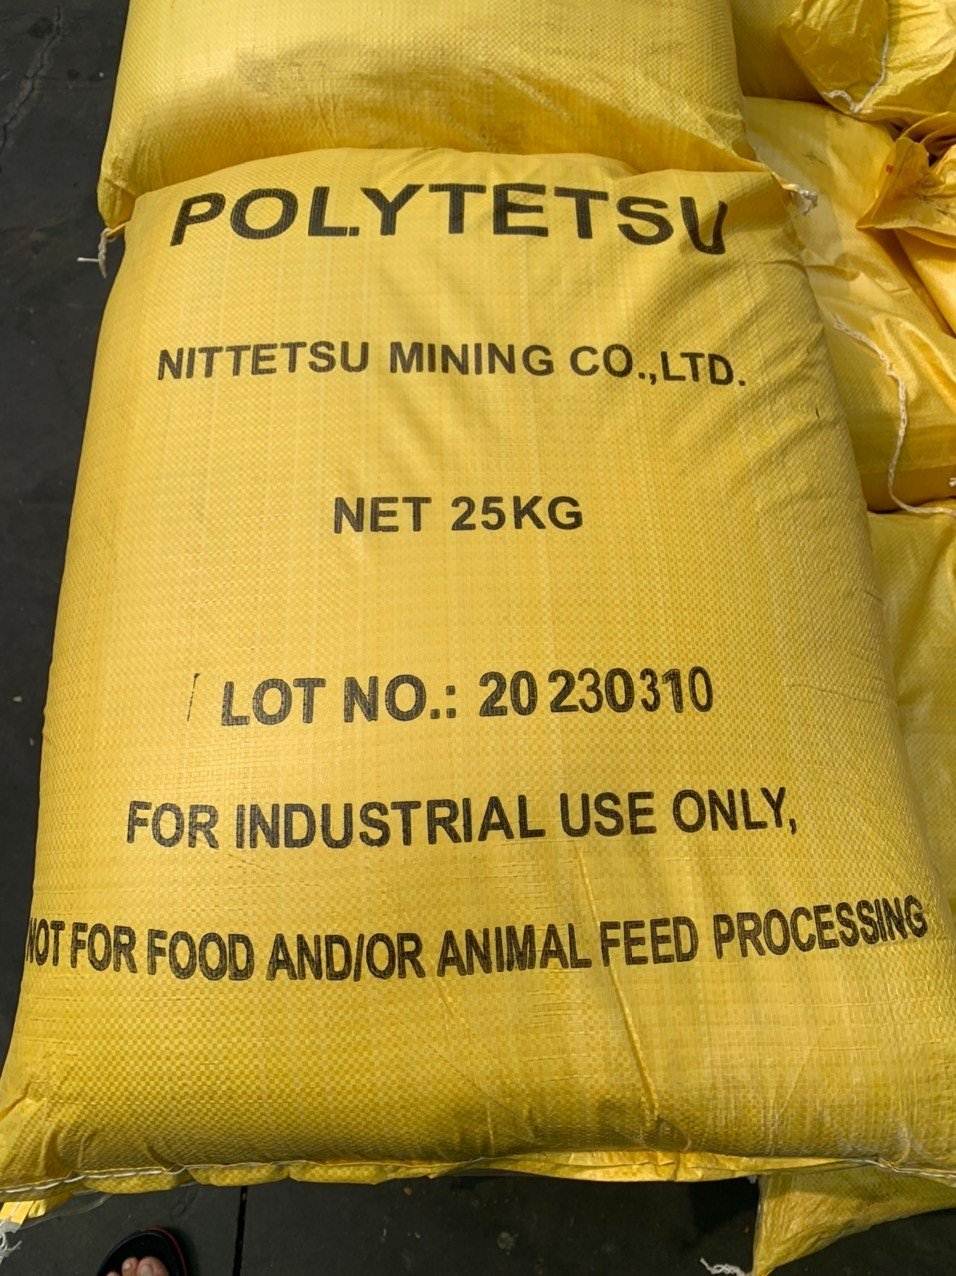 POLYTETSU
NITTETSU MINING CO.,LTD.
NET 25KG
LOT NO.: 20230310
FOR INDUSTRIAL USE ONLY,
NOT FOR FOOD AND/OR ANIMAL FEED PROCESSING